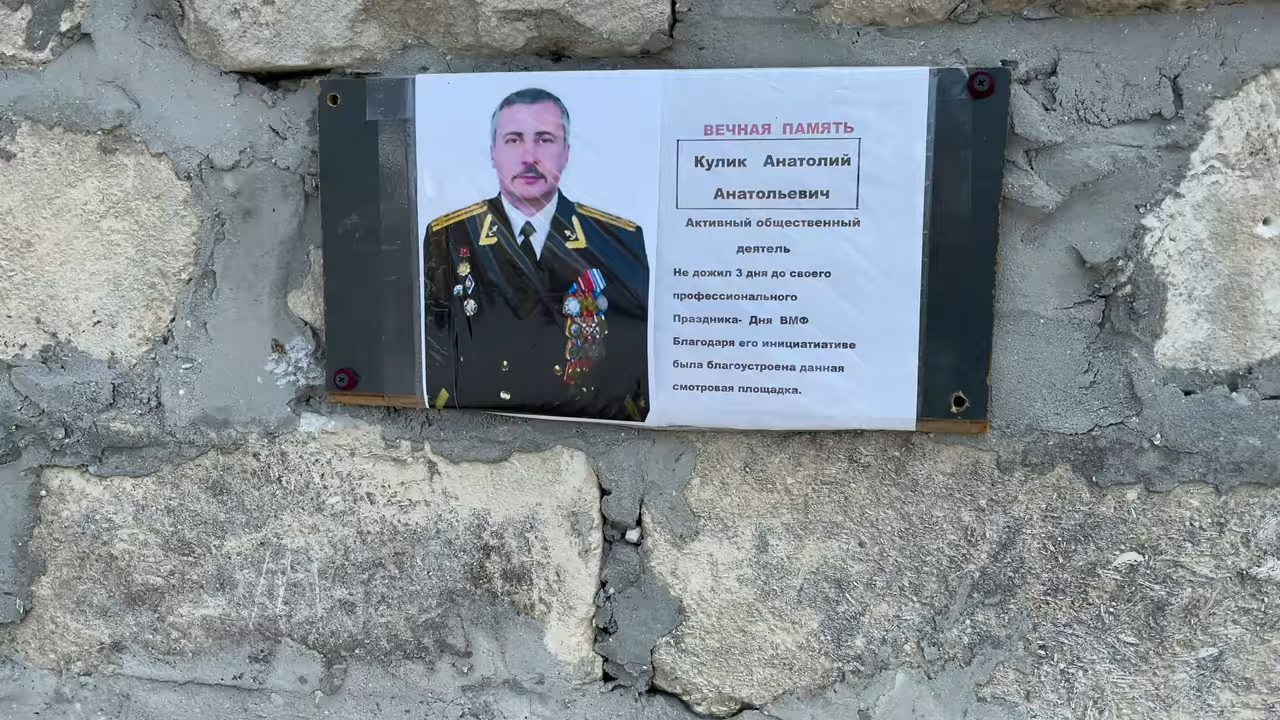 ВЕЧНАЯ ПАМЯТЬ
Кулик Анатолий
Анатольевич
Активный общественный
деятель
Не дожил 3 дня до своего
профессионального
Праздника- Дня ВМФ
Благодаря его инициатиативе
была благоустроена данная
смотровая площадка.